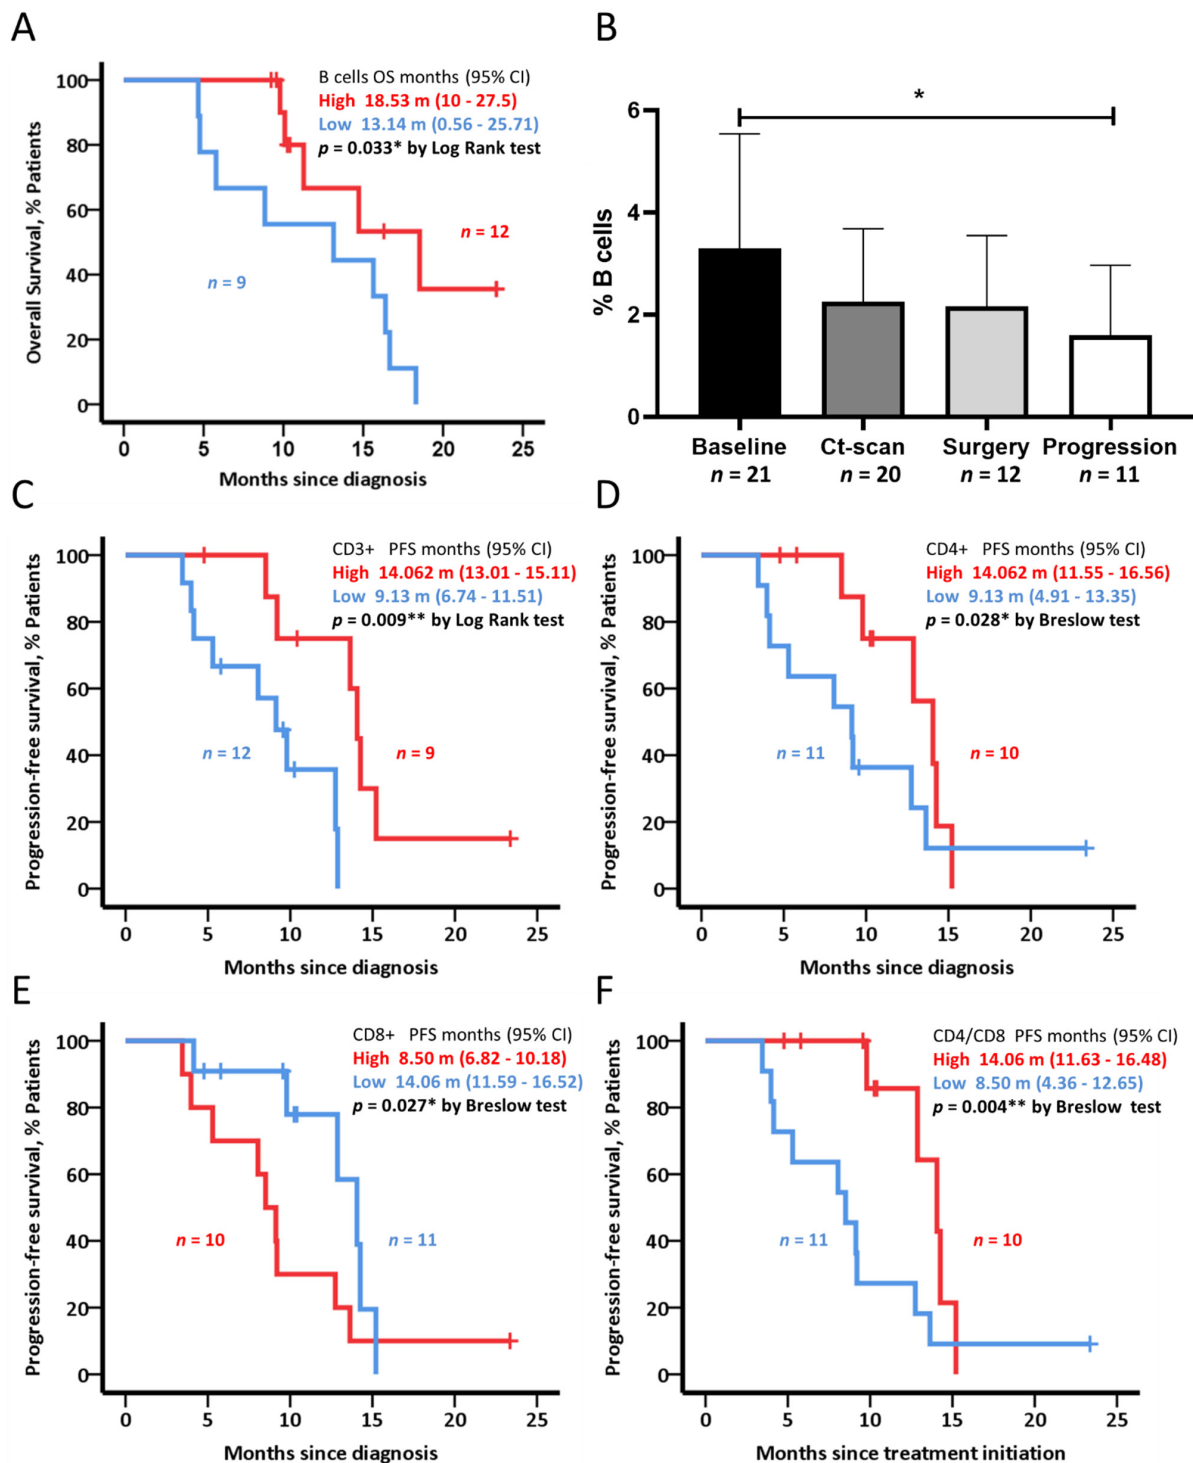 A
B cells OS months (95% CI)
High 18.53 m (10 - 27.5)
Low 13.14 m (0.56 - 25.71)
p = 0.033* by Log Rank test
Overall Survival, % Patients
100
80
60
40
20
0
n = 12
n = 9
0 5 10 15 20 25
Months since diagnosis
B
*
% B cells
6
4
2
0
Baseline Ct-scan Surgery Progression
n = 21 n = 20 n = 12 n = 11
C
CD3+ PFS months (95% CI)
High 14.062 m (13.01 - 15.11)
Low 9.13 m (6.74 - 11.51)
p = 0.009** by Log Rank test
Progression-free survival, % Patients
100
80
60
40
20
0
n = 12
n = 9
0 5 10 15 20 25
Months since diagnosis
D
CD4+ PFS months (95% CI)
High 14.062 m (11.55 - 16.56)
Low 9.13 m (4.91 - 13.35)
p = 0.028* by Breslow test
Progression-free survival, % Patients
100
80
60
40
20
0
n = 11
n = 10
0 5 10 15 20 25
Months since diagnosis
E
CD8+ PFS months (95% CI)
High 8.50 m (6.82 - 10.18)
Low 14.06 m (11.59 - 16.52)
p = 0.027* by Breslow test
Progression-free survival, % Patients
100
80
60
40
20
0
n = 10
n = 11
0 5 10 15 20 25
Months since diagnosis
F
CD4/CD8 PFS months (95% CI)
High 14.06 m (11.63 - 16.48)
Low 8.50 m (4.36 - 12.65)
p = 0.004** by Breslow test
Progression-free survival, % Patients
100
80
60
40
20
0
n = 11
n = 10
0 5 10 15 20 25
Months since treatment initiation